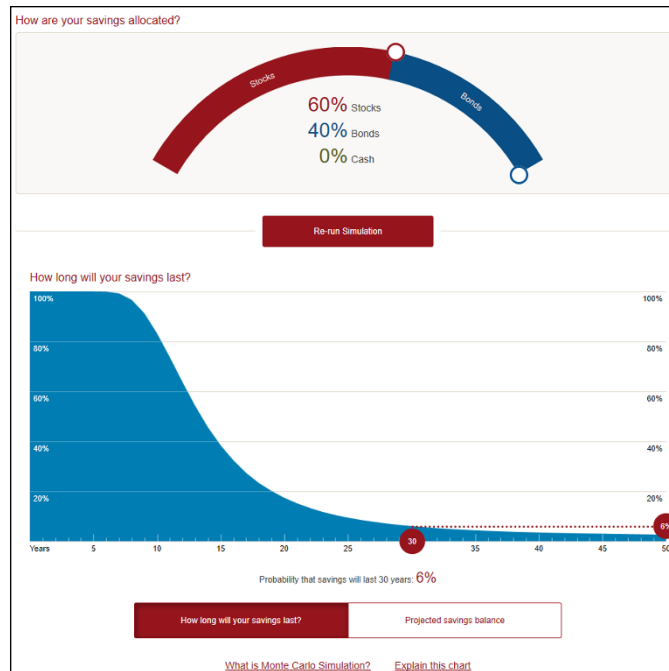 How are your savings allocated?
Stocks
Bonds
60% Stocks
40% Bonds
0% Cash
Re-run Simulation
How long will your savings last?
100% 100%
80% 80%
60% 60%
40% 40%
20% 20%
6%
30
Years 5 10 15 20 25 35 40 45 50
Probability that savings will last 30 years: 6%
How long will your savings last? Projected savings balance
What is Monte Carlo Simulation? Explain this chart